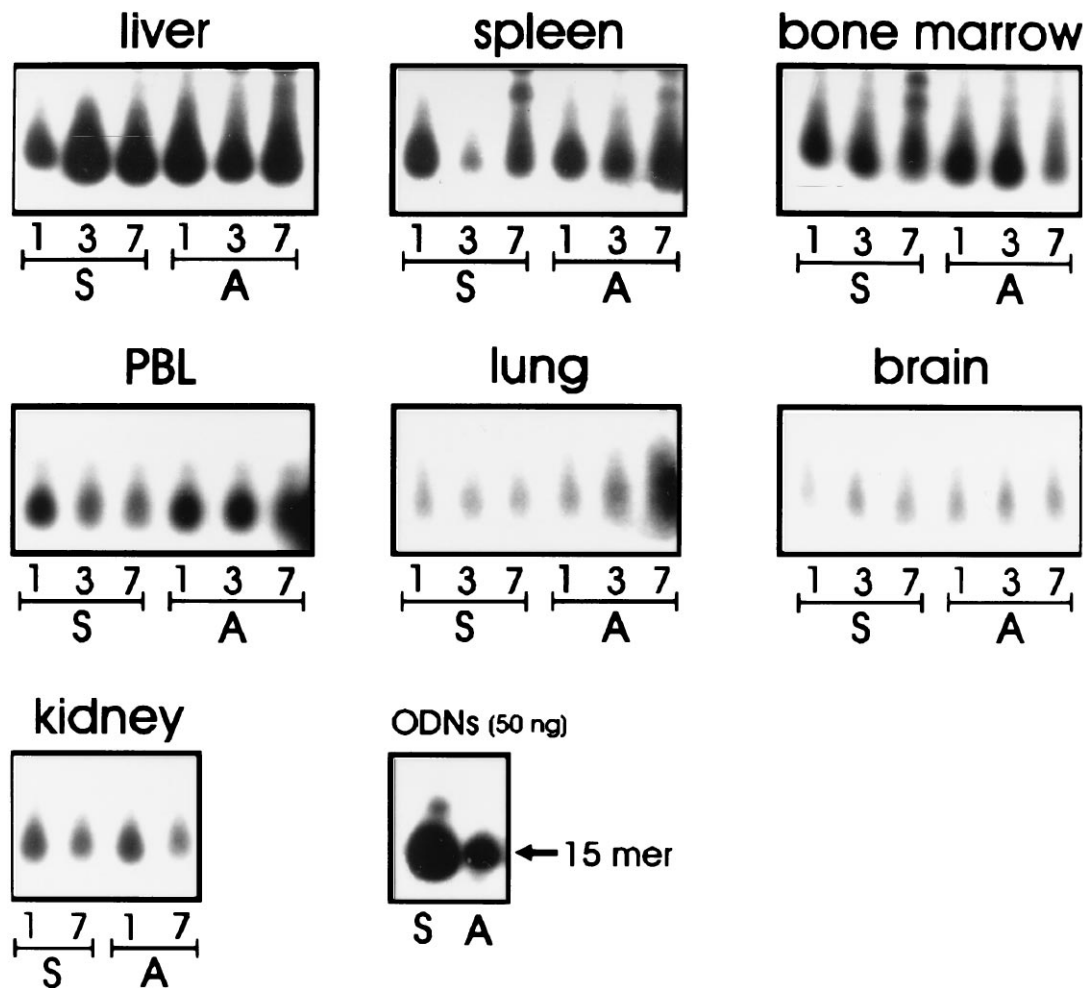 liver
1 3 7 1 3 7
S A
spleen
1 3 7 1 3 7
S A
bone marrow
1 3 7 1 3 7
S A
PBL
1 3 7 1 3 7
S A
lung
1 3 7 1 3 7
S A
brain
1 3 7 1 3 7
S A
kidney
1 7 1 7
S A
ODNs (50 ng)
15 mer
S A